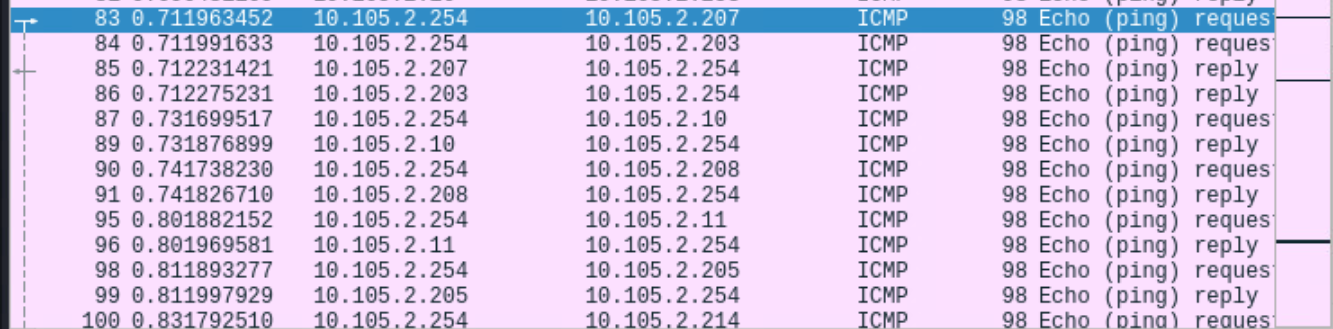 83 0.711963452 10.105.2.254 10.105.2.207 ICMP 98 Echo (ping) reques
84 0.711991633 10.105.2.254 10.105.2.203 ICMP 98 Echo (ping) reques
85 0.712231421 10.105.2.207 10.105.2.254 ICMP 98 Echo (ping) reply
86 0.712275231 10.105.2.203 10.105.2.254 ICMP 98 Echo (ping) reply
87 0.731699517 10.105.2.254 10.105.2.10 ICMP 98 Echo (ping) reques
89 0.731876899 10.105.2.10 10.105.2.254 ICMP 98 Echo (ping) reply
90 0.741738230 10.105.2.254 10.105.2.208 ICMP 98 Echo (ping) reques
91 0.741826710 10.105.2.208 10.105.2.254 ICMP 98 Echo (ping) reply
95 0.801882152 10.105.2.254 10.105.2.11 ICMP 98 Echo (ping) reques
96 0.801969581 10.105.2.11 10.105.2.254 ICMP 98 Echo (ping) reply
98 0.811893277 10.105.2.254 10.105.2.205 ICMP 98 Echo (ping) reques
99 0.811997929 10.105.2.205 10.105.2.254 ICMP 98 Echo (ping) reply
100 0.831792510 10.105.2.254 10.105.2.214 ICMP 98 Echo (ping) reques